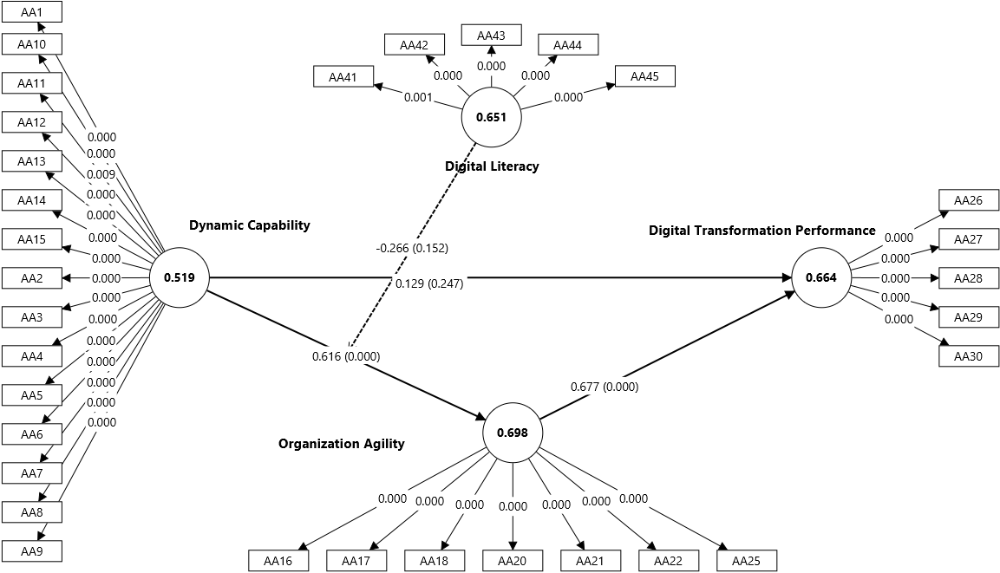 AA1
AA10
AA11
AA12
AA13
AA14
AA15
AA2
AA3
AA4
AA5
AA6
AA7
AA8
AA9
0.000
0.000
0.009
0.000
0.000
0.000
0.000
0.000
0.000
0.000
0.000
0.000
0.000
0.000
0.000
Dynamic Capability
0.519
AA41
AA42
AA43
AA44
AA45
0.001
0.000
0.000
0.000
0.000
0.651
Digital Literacy
-0.266 (0.152)
0.129 (0.247)
0.616 (0.000)
0.677 (0.000)
Digital Transformation Performance
0.664
0.000
0.000
0.000
0.000
0.000
AA26
AA27
AA28
AA29
AA30
Organization Agility
0.698
0.000
0.000
0.000
0.000
0.000
0.000
0.000
AA16
AA17
AA18
AA20
AA21
AA22
AA25